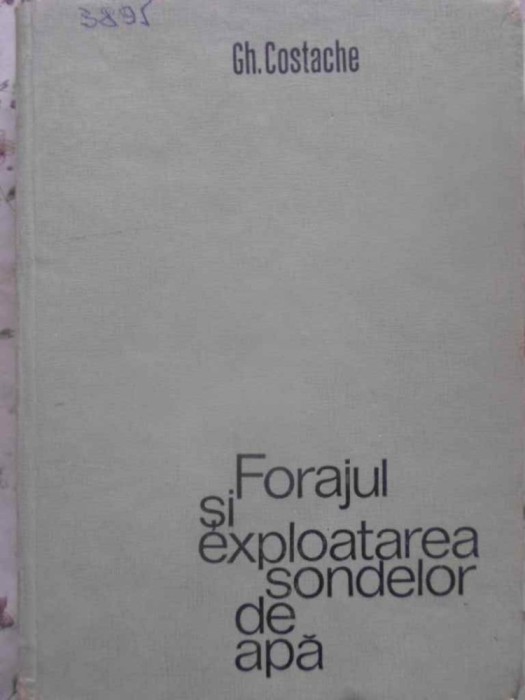 3895
Gh. Costache
Forajul
și
exploatarea
sondelor
de
apă